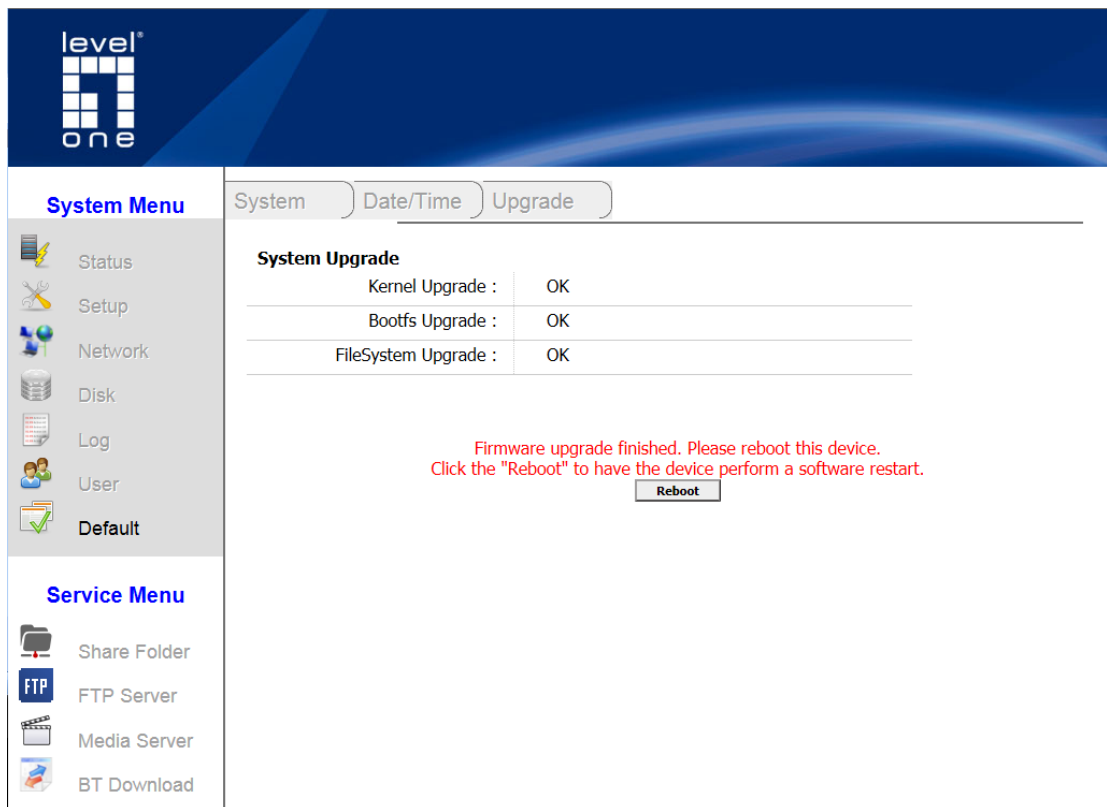 level®
one
System Menu
Status
Setup
Network
Disk
Log
User
Default
Service Menu
Share Folder
FTP
FTP Server
Media Server
BT Download
System
Date/Time
Upgrade
System Upgrade
Kernel Upgrade : OK
Bootfs Upgrade : OK
FileSystem Upgrade : OK
Firmware upgrade finished. Please reboot this device.
Click the "Reboot" to have the device perform a software restart.
Reboot